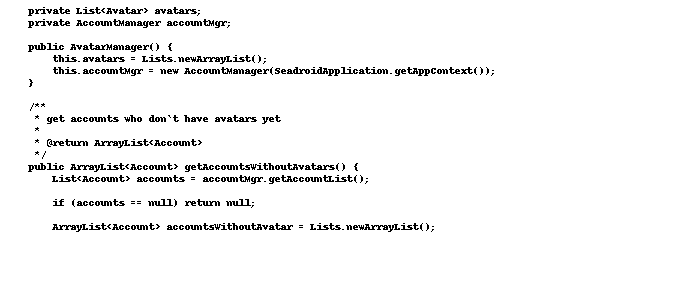 private List<Avatar> avatars;
private AccountManager accountMgr;
public AvatarManager() {
this.avatars = Lists.newArrayList();
this.accountMgr = new AccountManager(SeadroidApplication.getAppContext());
}
/**
* get accounts who don`t have avatars yet
*
* @return ArrayList<Account>
*/
public ArrayList<Account> getAccountsWithoutAvatars() {
List<Account> accounts = accountMgr.getAccountList();
if (accounts == null) return null;
ArrayList<Account> accountsWithoutAvatar = Lists.newArrayList();